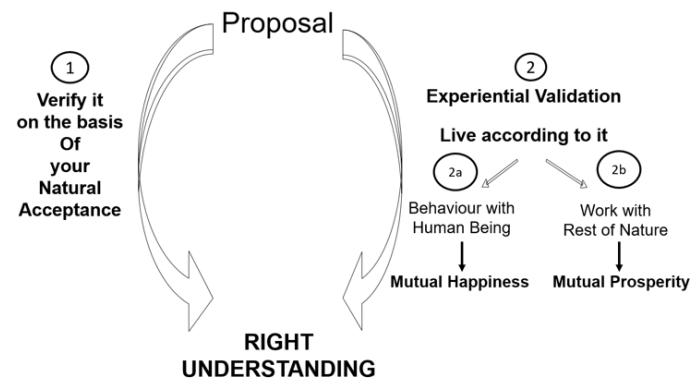 Proposal
1
Verify it
on the basis
Of
your
Natural
Acceptance
2
Experiential Validation
Live according to it
2a
Behaviour with
Human Being
Mutual Happiness
2b
Work with
Rest of Nature
Mutual Prosperity
RIGHT
UNDERSTANDING